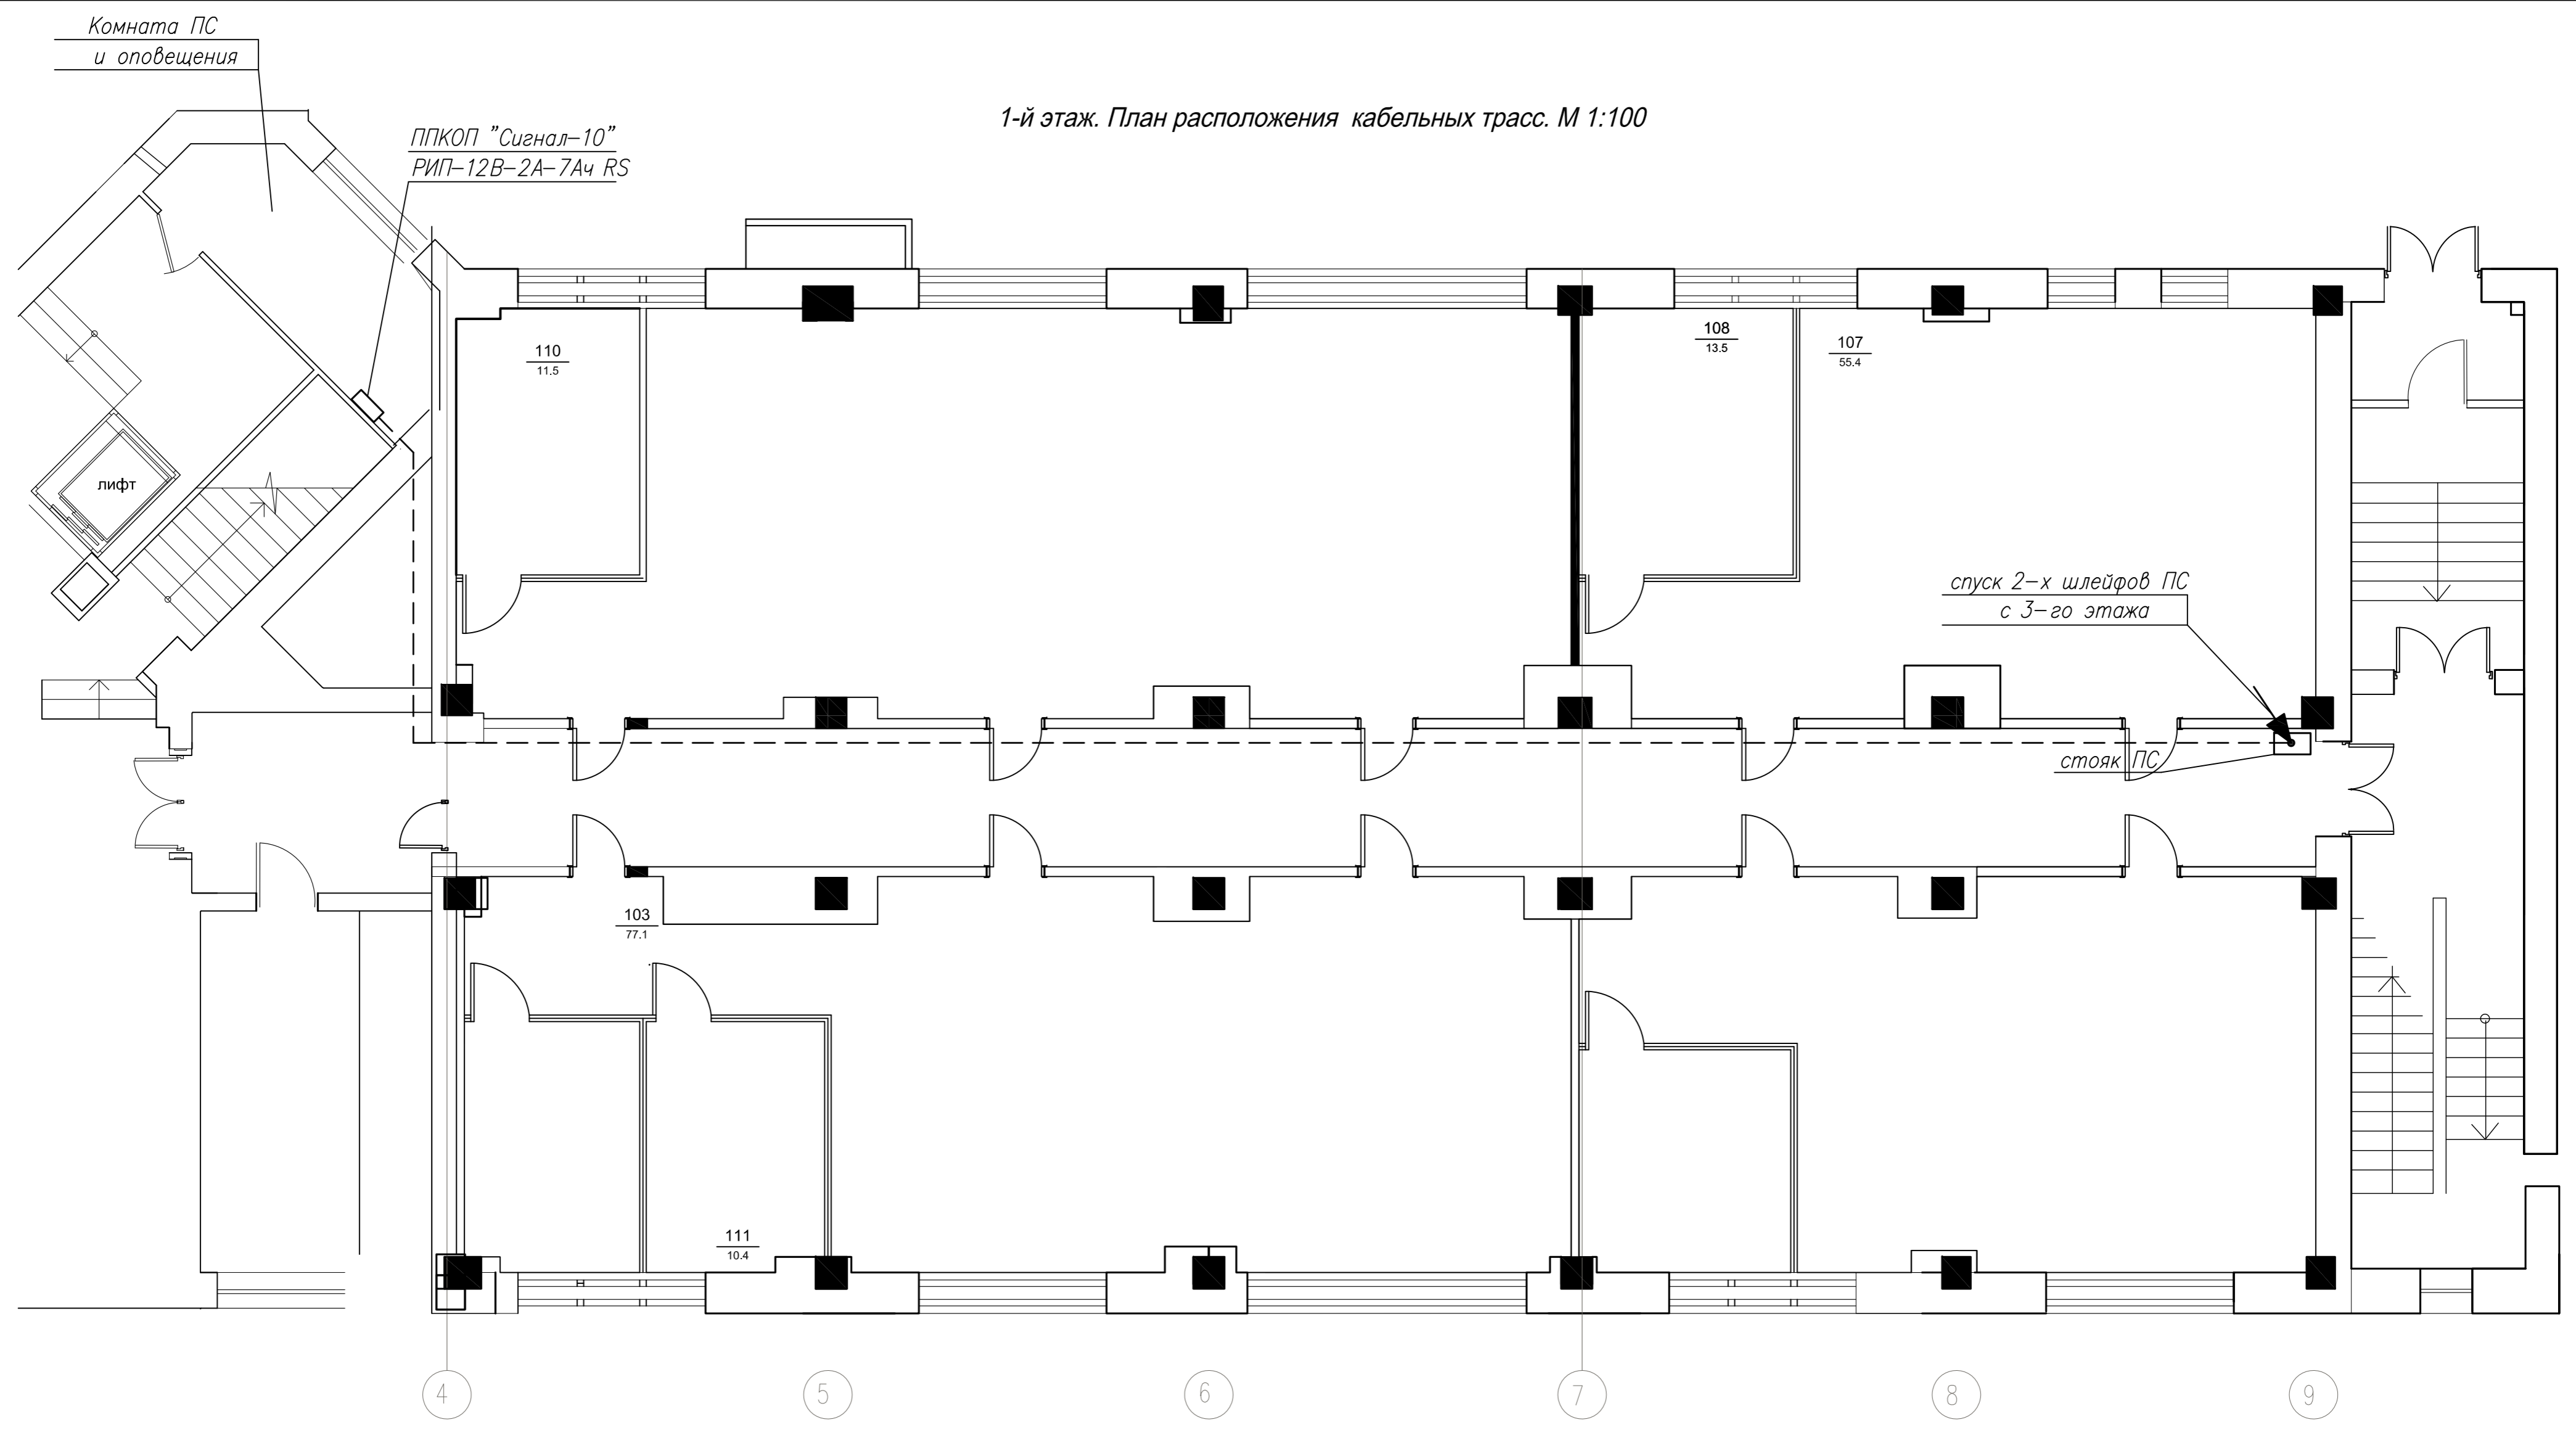 Комната ПС
и оповещения
1-й этаж. План расположения кабельных трасс. М 1:100
ППКОП "Сигнал-10"
РИП-12В-2А-7Ач RS
110
11.5
108
13.5
107
55.4
лифт
спуск 2-х шлейфов ПС
с 3-го этажа
стояк ПС
103
77.1
111
10.4
4
5
6
7
8
9